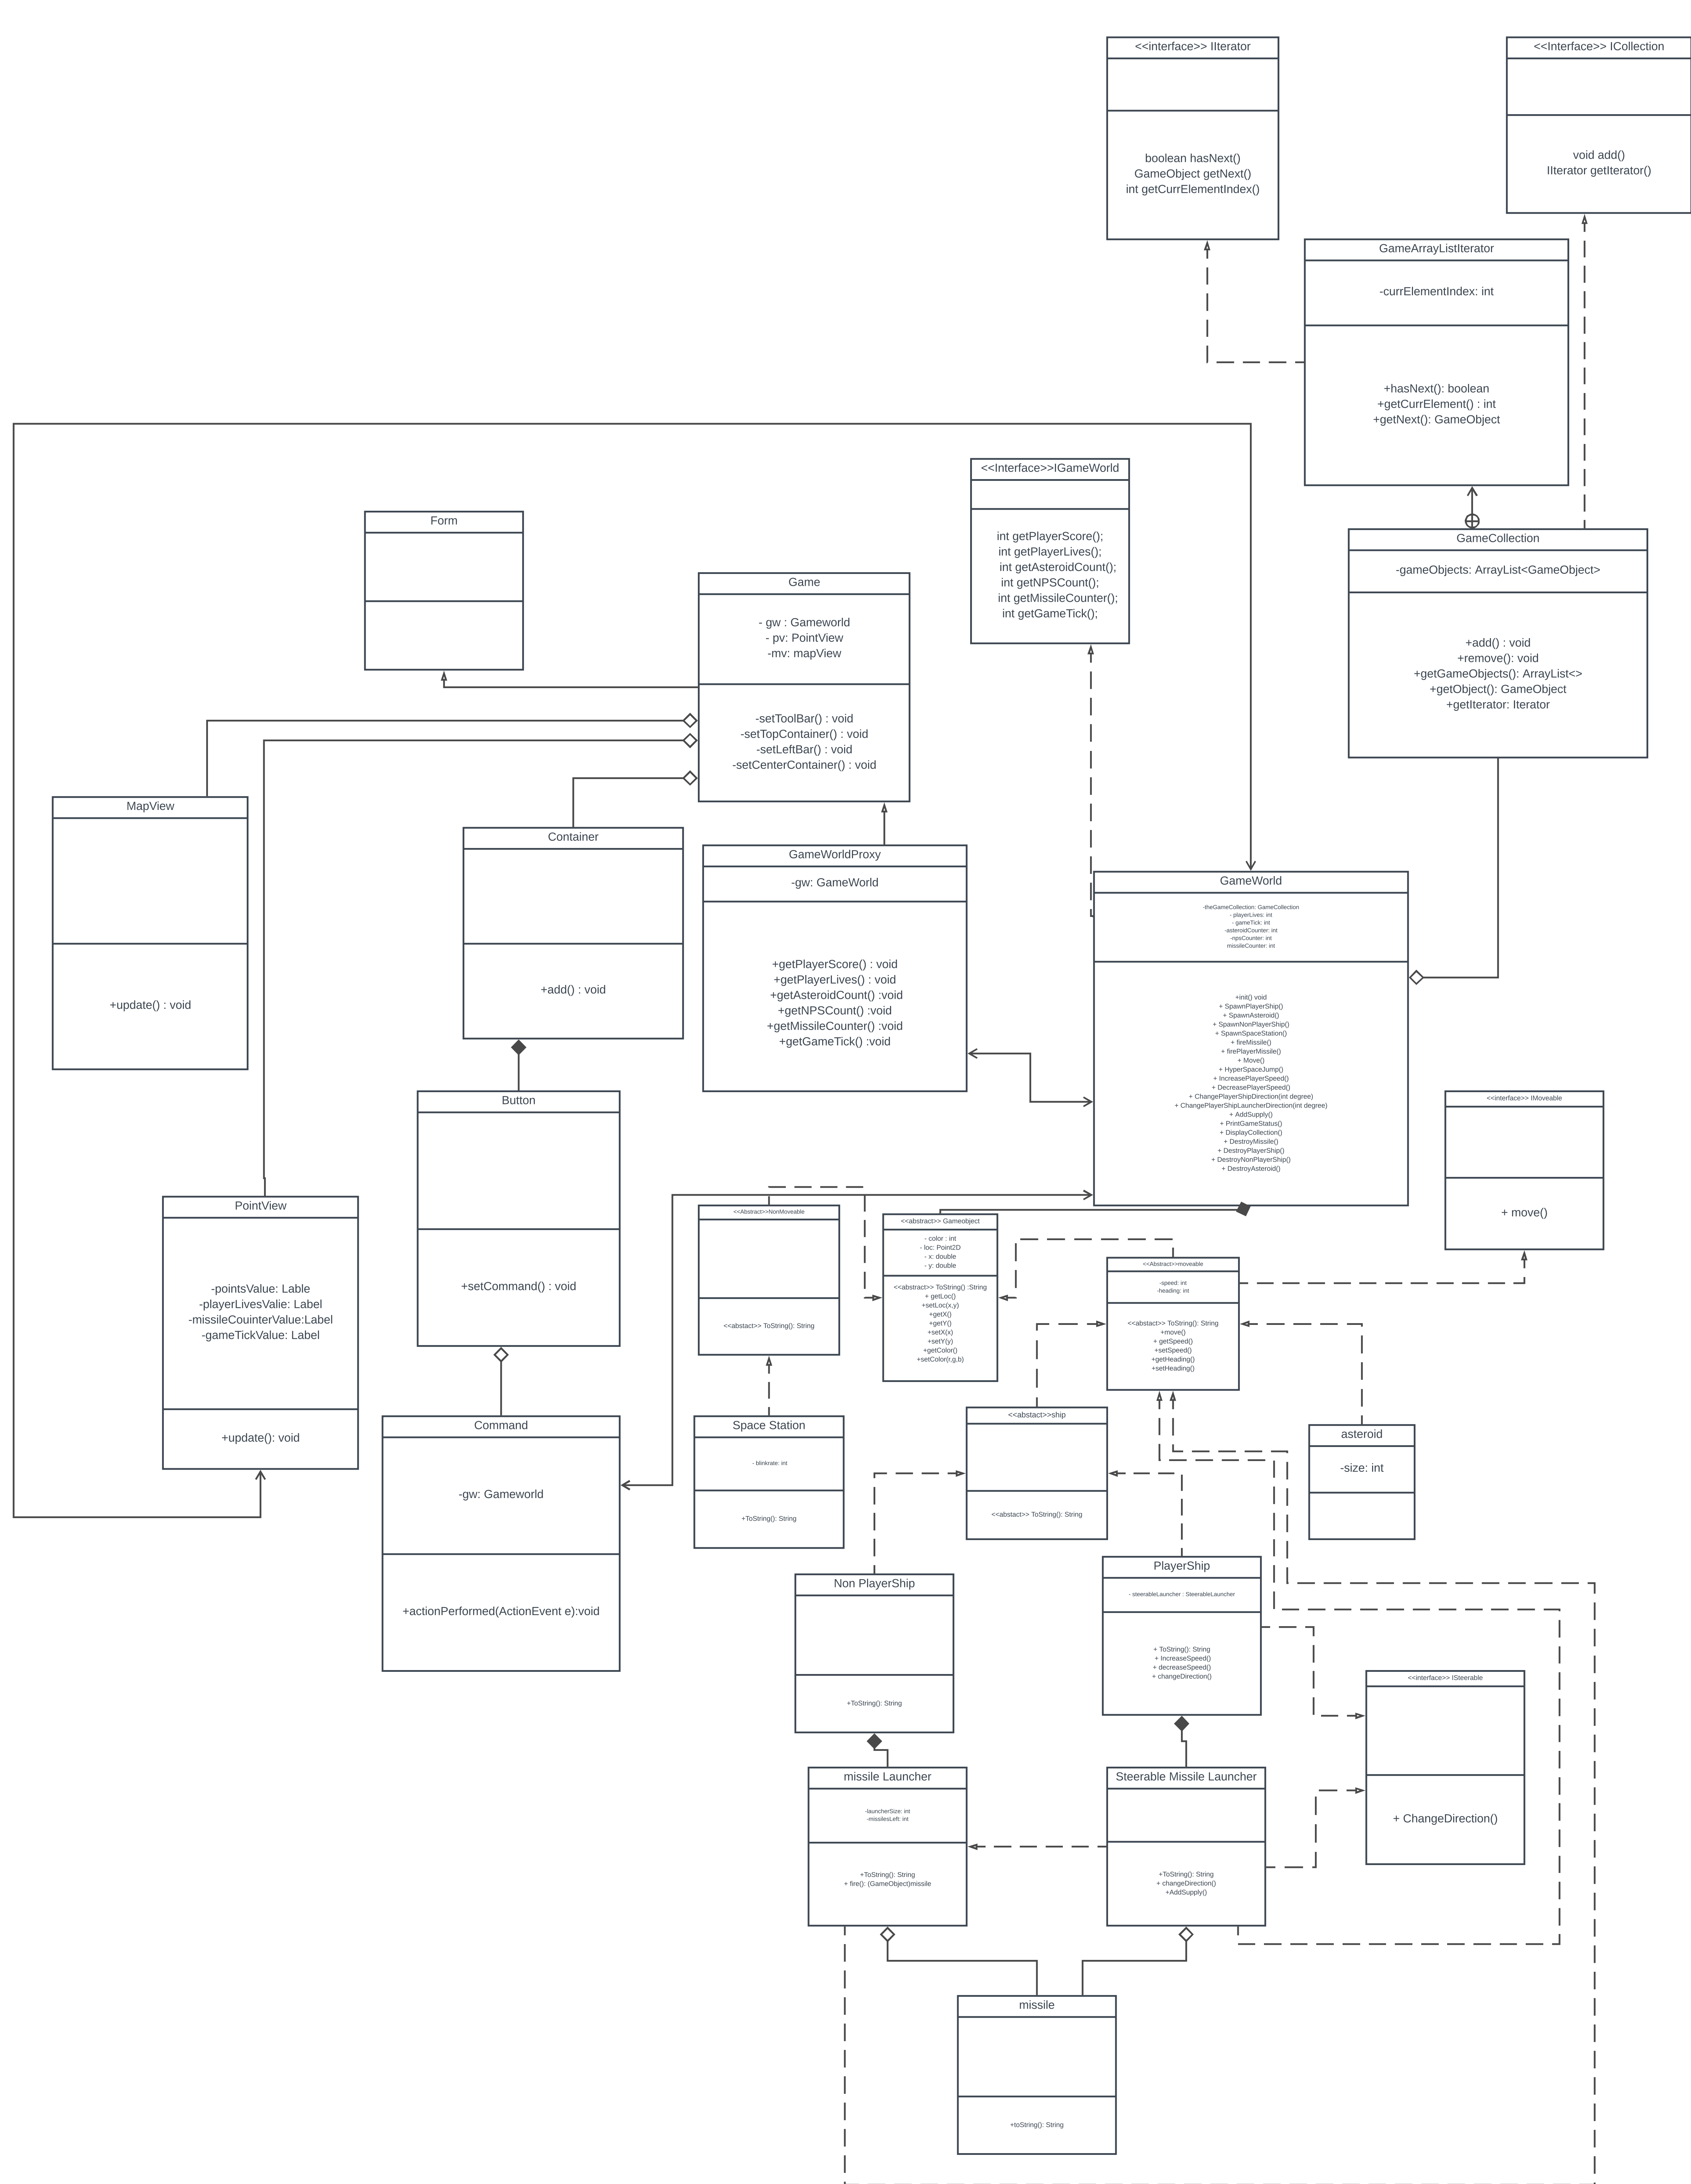 <<interface>> IIterator
boolean hasNext()
GameObject getNext()
int getCurrElementIndex()
<<Interface>> ICollection
void add()
IIterator getIterator()
GameArrayListIterator
-currElementIndex: int
+hasNext(): boolean
+getCurrElement() : int
+getNext(): GameObject
<<Interface>>IGameWorld
int getPlayerScore();
int getPlayerLives();
int getAsteroidCount();
int getNPSCount();
int getMissileCounter();
int getGameTick();
Form
Game
- gw : Gameworld
- pv: PointView
-mv: mapView
-setToolBar() : void
-setTopContainer() : void
-setLeftBar() : void
-setCenterContainer() : void
GameCollection
-gameObjects: ArrayList<GameObject>
+add() : void
+remove(): void
+getGameObjects(): ArrayList<>
+getObject(): GameObject
+getIterator: Iterator
MapView
+update() : void
Container
+add() : void
GameWorldProxy
-gw: GameWorld
+getPlayerScore() : void
+getPlayerLives() : void
+getAsteroidCount() :void
+getNPSCount() :void
+getMissileCounter() :void
+getGameTick() :void
GameWorld
-theGameCollection: GameCollection
- playerLives: int
- gameTick: int
-asteroidCounter: int
-npsCounter: int
missileCounter: int
+init() void
+ SpawnPlayerShip()
+ SpawnAsteroid()
+ SpawnNonPlayerShip()
+ SpawnSpaceStation()
+ fireMissile()
+ firePlayerMissile()
+ Move()
+ HyperSpaceJump()
+ IncreasePlayerSpeed()
+ DecreasePlayerSpeed()
+ ChangePlayerShipDirection(int degree)
+ ChangePlayerShipLauncherDirection(int degree)
+ AddSupply()
+ PrintGameStatus()
+ DisplayCollection()
+ DestroyMissile()
+ DestroyPlayerShip()
+ DestroyNonPlayerShip()
+ DestroyAsteroid()
Button
+setCommand() : void
<<interface>> IMoveable
+ move()
PointView
-pointsValue: Lable
-playerLivesValie: Label
-missileCouinterValue:Label
-gameTickValue: Label
+update(): void
<<Abstract>>NonMoveable
<<abstact>> ToString(): String
<<abstract>> Gameobject
- color : int
- loc: Point2D
- x: double
- y: double
<<abstract>> ToString() :String
+ getLoc()
+setLoc(x,y)
+getX()
+getY()
+setX(x)
+setY(y)
+getColor()
+setColor(r,g,b)
<<Abstract>>moveable
-speed: int
-heading: int
<<abstact>> ToString(): String
+move()
+ getSpeed()
+setSpeed()
+getHeading()
+setHeading()
Command
-gw: Gameworld
+actionPerformed(ActionEvent e):void
Space Station
- blinkrate: int
+ToString(): String
<<abstact>>ship
<<abstact>> ToString(): String
asteroid
-size: int
Non PlayerShip
+ToString(): String
PlayerShip
- steerableLauncher : SteerableLauncher
+ ToString(): String
+ IncreaseSpeed()
+ decreaseSpeed()
+ changeDirection()
<<interface>> ISteerable
+ ChangeDirection()
missile Launcher
-launcherSize: int
-missilesLeft: int
+ToString(): String
+ fire(): (GameObject)missile
Steerable Missile Launcher
+ToString(): String
+ changeDirection()
+AddSupply()
missile
+toString(): String